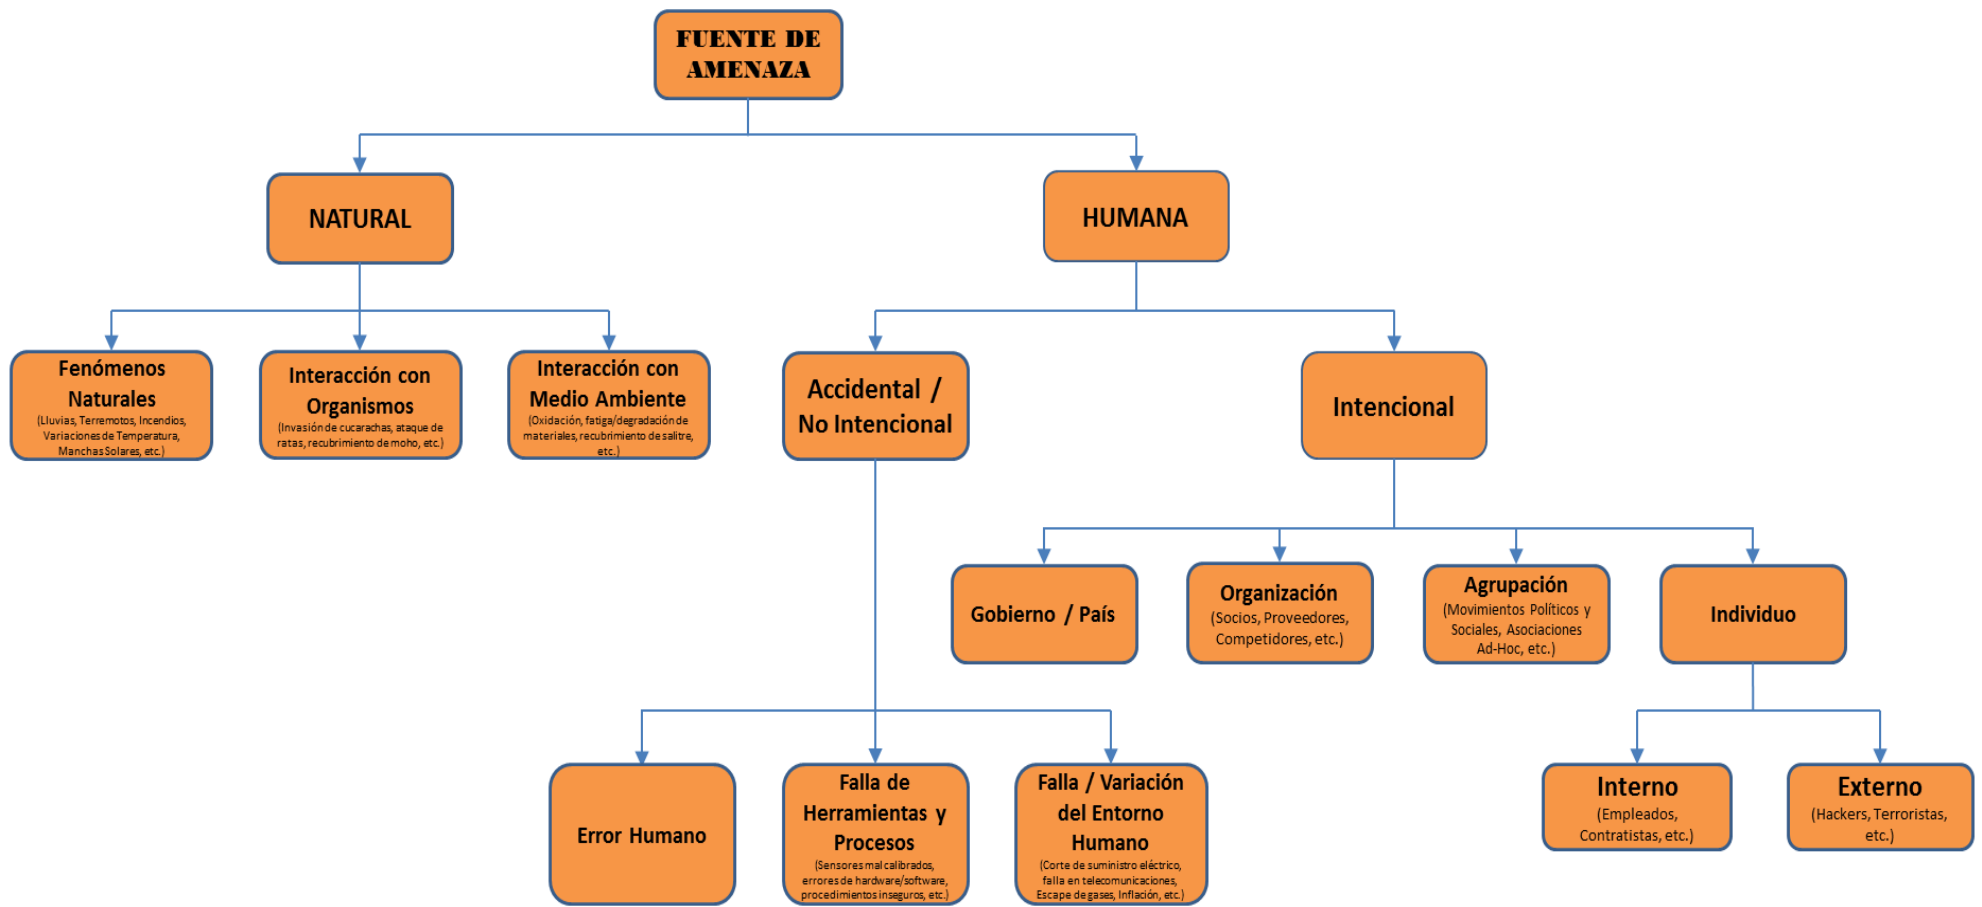 FUENTE DE
AMENAZA
NATURAL
HUMANA
Fenómenos
Naturales
(Lluvias, Terremotos, Incendios,
Variaciones de Temperatura,
Manchas Solares, etc.)
Interacción con
Organismos
(Invasión de cucarachas, ataque de
ratas, recubrimiento de moho, etc.)
Interacción con
Medio Ambiente
(Oxidación, fatiga/degradación de
materiales, recubrimiento de salitre,
etc.)
Accidental /
No Intencional
Intencional
Gobierno / País
Organización
(Socios, Proveedores,
Competidores, etc.)
Agrupación
(Movimientos Políticos y
Sociales, Asociaciones
Ad-Hoc, etc.)
Individuo
Error Humano
Falla de
Herramientas y
Procesos
(Sensores mal calibrados,
errores de hardware/software,
procedimientos inseguros, etc.)
Falla / Variación
del Entorno
Humano
(Corte de suministro eléctrico,
falla en telecomunicaciones,
Escape de gases, Inflación, etc.)
Interno
(Empleados,
Contratistas, etc.)
Externo
(Hackers, Terroristas,
etc.)